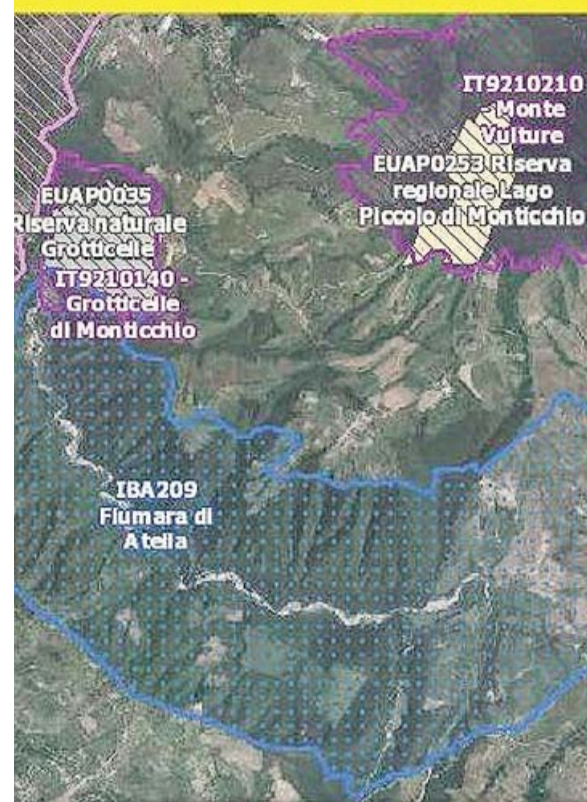 IT9210210
- Monte
Vulture
EUAP0253 Riserva
regionale Lago
Piccolo di Monticchio
EUAP0035
Riserva naturale
Grotticelle
IT9210140 -
Grotticelle
di Monticchio
IBA209
Fiumara di
Atella